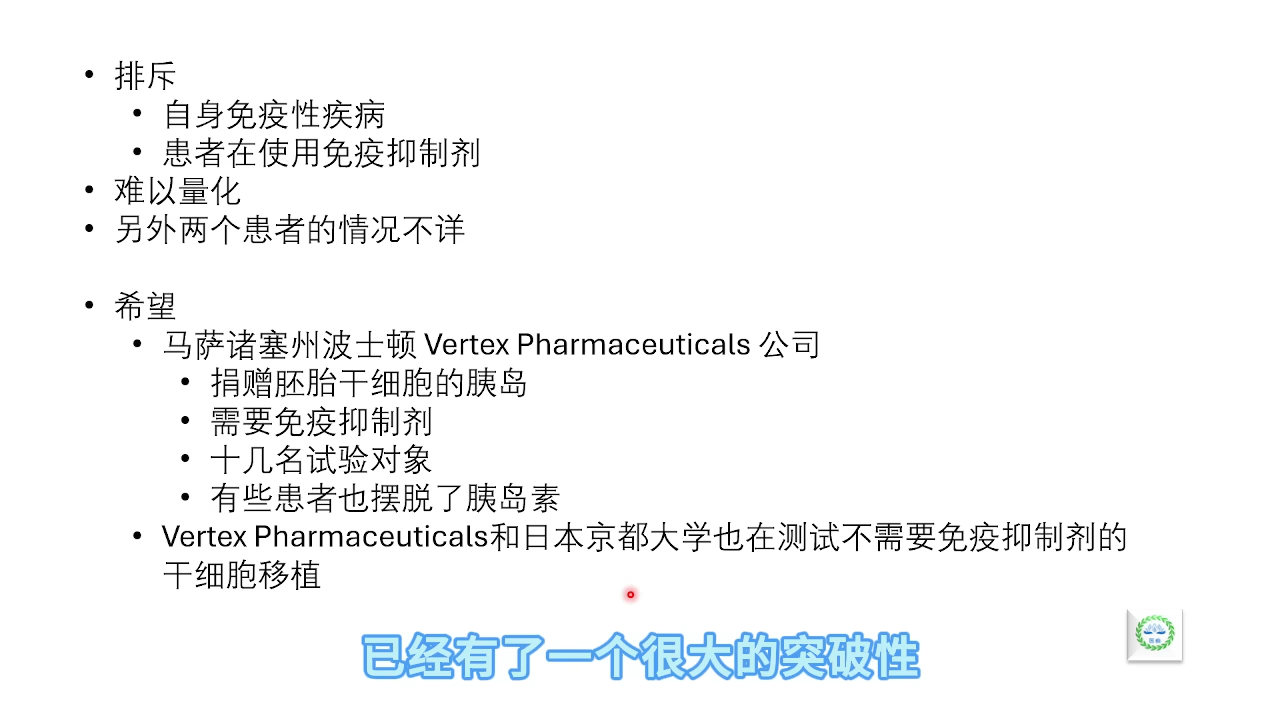 • 排斥
• 自身免疫性疾病
• 患者在使用免疫抑制剂
• 难以量化
• 另外两个患者的情况不详
• 希望
• 马萨诸塞州波士顿 Vertex Pharmaceuticals 公司
• 捐赠胚胎干细胞的胰岛
• 需要免疫抑制剂
• 十几名试验对象
• 有些患者也摆脱了胰岛素
• Vertex Pharmaceuticals和日本京都大学也在测试不需要免疫抑制剂的
干细胞移植
已经有了一个很大的突破性